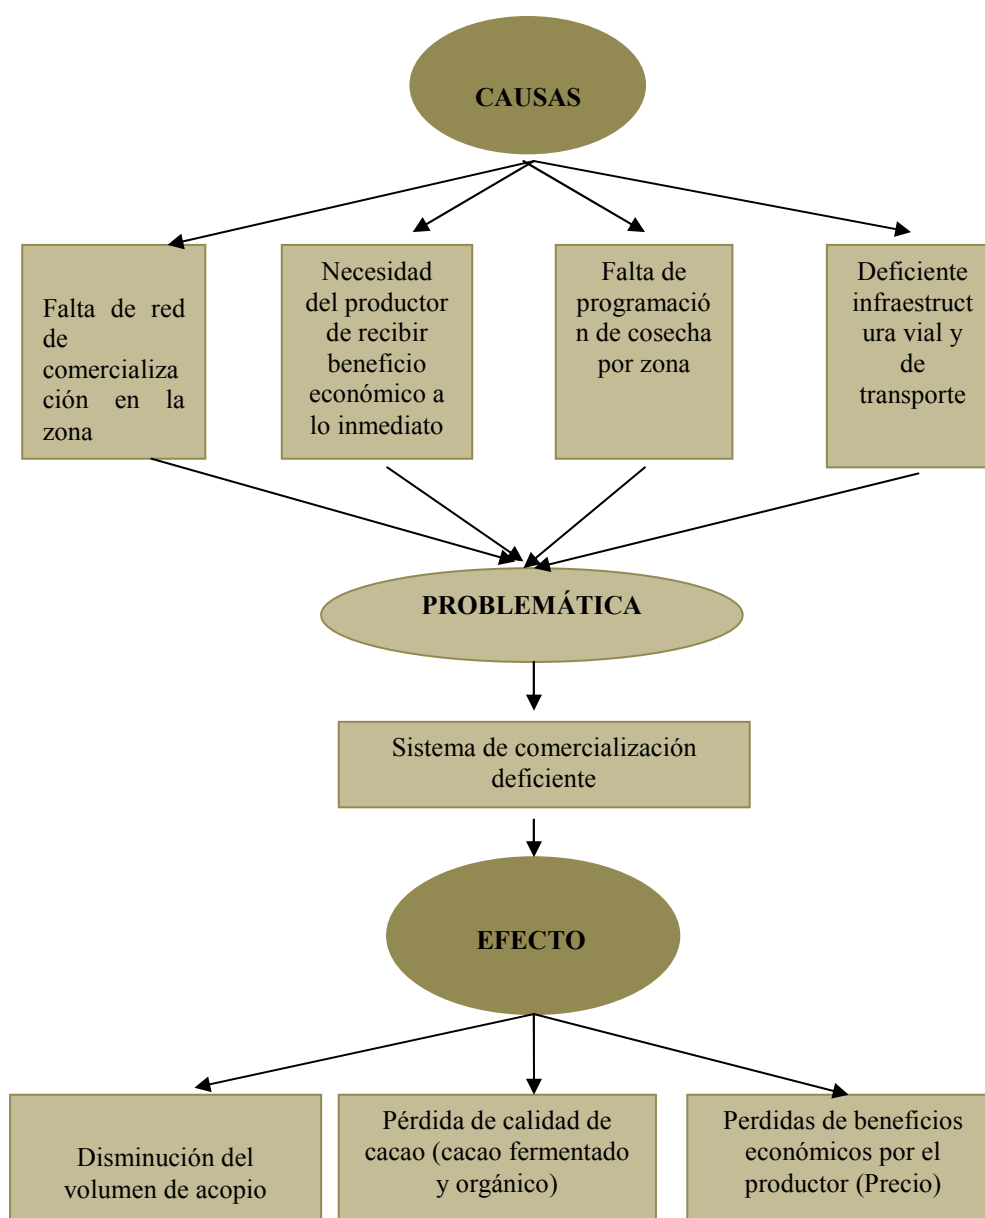 CAUSAS
Falta de red
de
comercializa
ción en la
zona
Necesidad
del productor
de recibir
beneficio
económico a
lo inmediato
Falta de
programació
n de cosecha
por zona
Deficiente
infraestruct
ura vial y
de
transporte
PROBLEMÁTICA
Sistema de comercialización
deficiente
EFECTO
Disminución del
volumen de acopio
Pérdida de calidad de
cacao (cacao fermentado
y orgánico)
Perdidas de beneficios
económicos por el
productor (Precio)